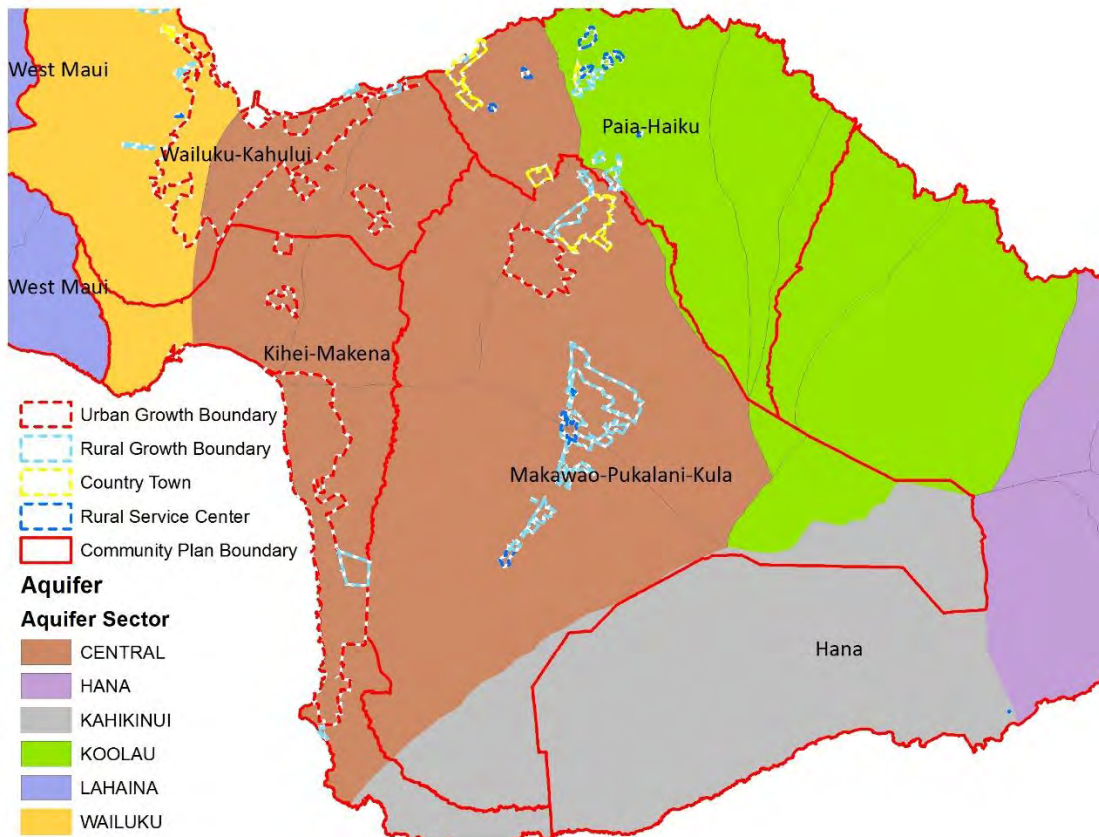 West Maui
Wailuku-Kahului
Paia-Haiku
West Maui
Kihei-Makena
Makawao-Pukalani-Kula
Hana
Urban Growth Boundary
Rural Growth Boundary
Country Town
Rural Service Center
Community Plan Boundary
Aquifer
Aquifer Sector
CENTRAL
HANA
KAHIKINUI
KOOLAU
LAHAINA
WAILUKU